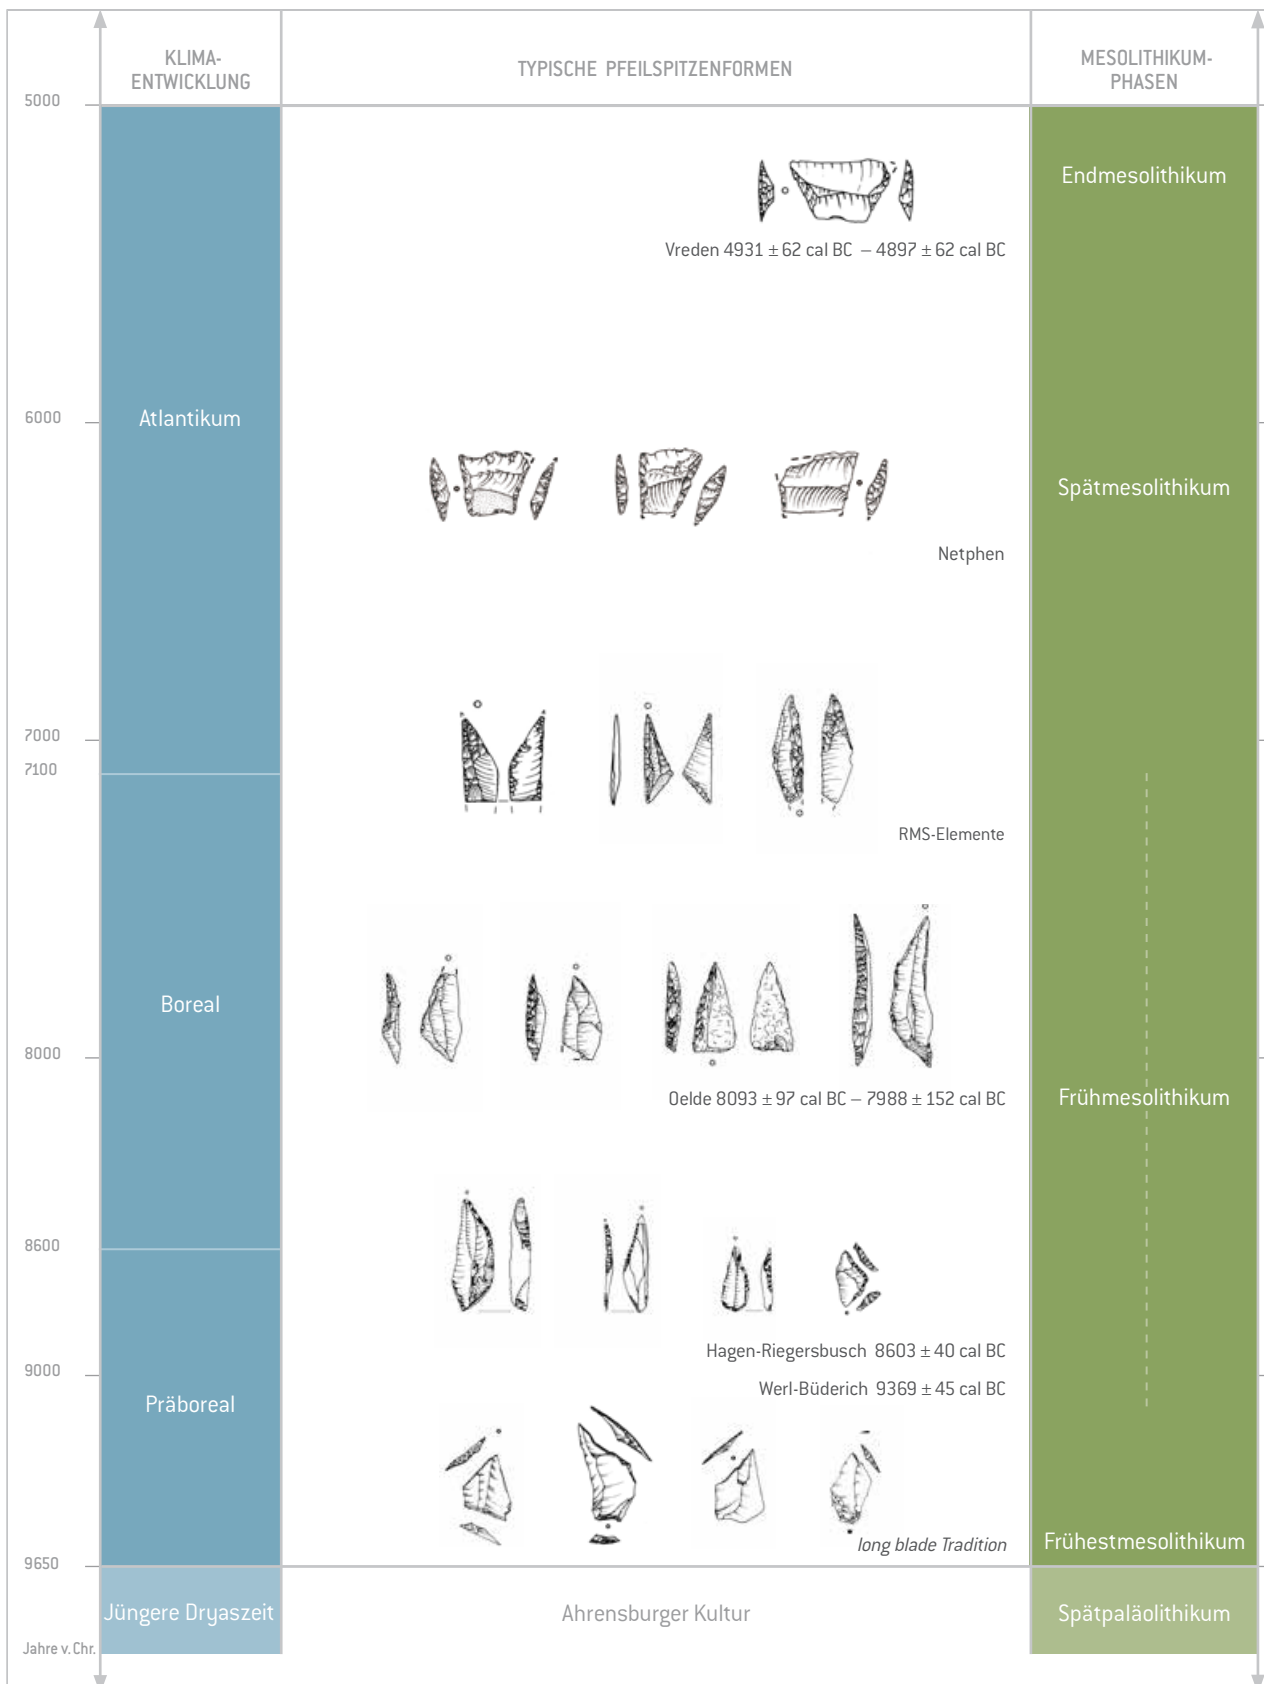 KLIMA-
ENTWICKLUNG
TYPISCHE PFEILSPITZENFORMEN
MESOLITHIKUM-
PHASEN
5000
Endmesolithikum
Vreden 4931 ± 62 cal BC – 4897 ± 62 cal BC
6000
Atlantikum
Spätmesolithikum
Netphen
7000
7100
RMS-Elemente
Boreal
8000
Oelde 8093 ± 97 cal BC – 7988 ± 152 cal BC
Frühmesolithikum
8600
Hagen-Riegersbusch 8603 ± 40 cal BC
9000
Werl-Büderich 9369 ± 45 cal BC
Präboreal
long blade Tradition
Frühestmesolithikum
9650
Jüngere Dryaszeit
Ahrensburger Kultur
Spätpaläolithikum
Jahre v. Chr.